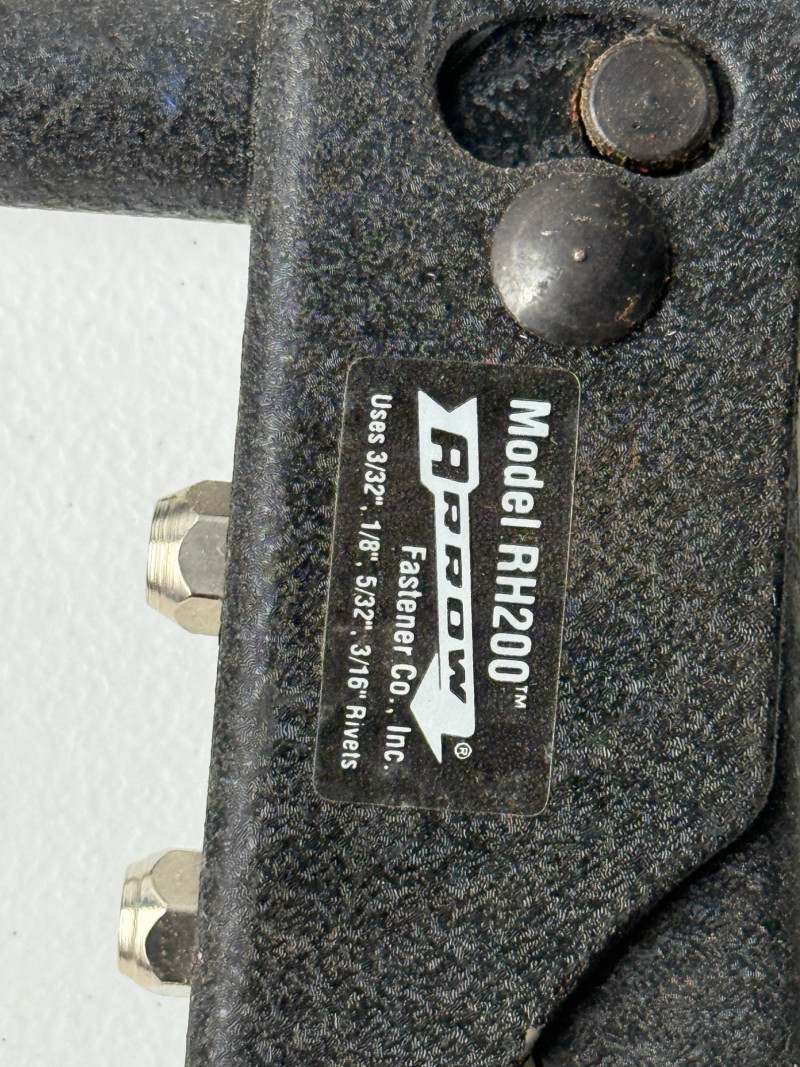 Model RH200™
ARROW®
Fastener Co., Inc.
Uses 3/32", 1/8", 5/32", 3/16" Rivets